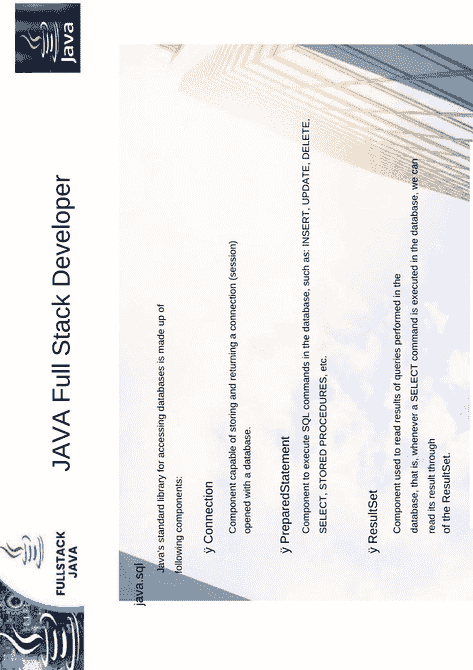 FULLSTACK
JAVA
JAVA Full Stack Developer
Java
java.sql
Java's standard library for accessing databases is made up of
following components:
ÿ Connection
Component capable of storing and returning a connection (session)
opened with a database.
ÿ PreparedStatement
Component to execute SQL commands in the database, such as: INSERT, UPDATE, DELETE,
SELECT, STORED PROCEDURES, etc.
ÿ ResultSet
Component used to read results of queries performed in the
database, that is, whenever a SELECT command is executed in the database, we can
read its result through
of the ResultSet.